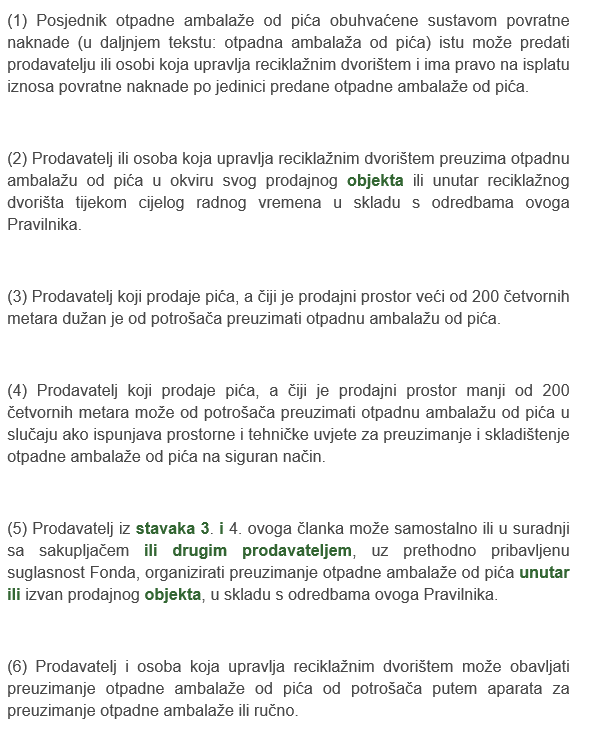 (1) Posjednik otpadne ambalaže od pića obuhvaćene sustavom povratne
naknade (u daljnjem tekstu: otpadna ambalaža od pića) istu može predati
prodavatelju ili osobi koja upravlja reciklažnim dvorištem i ima pravo na isplatu
iznosa povratne naknade po jedinici predane otpadne ambalaže od pića.
(2) Prodavatelj ili osoba koja upravlja reciklažnim dvorištem preuzima otpadnu
ambalažu od pića u okviru svog prodajnog objekta ili unutar reciklažnog
dvorišta tijekom cijelog radnog vremena u skladu s odredbama ovoga
Pravilnika.
(3) Prodavatelj koji prodaje pića, a čiji je prodajni prostor veći od 200 četvornih
metara dužan je od potrošača preuzimati otpadnu ambalažu od pića.
(4) Prodavatelj koji prodaje pića, a čiji je prodajni prostor manji od 200
četvornih metara može od potrošača preuzimati otpadnu ambalažu od pića u
slučaju ako ispunjava prostorne i tehničke uvjete za preuzimanje i skladištenje
otpadne ambalaže od pića na siguran način.
(5) Prodavatelj iz stavaka 3. i 4. ovoga članka može samostalno ili u suradnji
sa sakupljačem ili drugim prodavateljem, uz prethodno pribavljenu
suglasnost Fonda, organizirati preuzimanje otpadne ambalaže od pića unutar
ili izvan prodajnog objekta, u skladu s odredbama ovoga Pravilnika.
(6) Prodavatelj i osoba koja upravlja reciklažnim dvorištem može obavljati
preuzimanje otpadne ambalaže od pića od potrošača putem aparata za
preuzimanje otpadne ambalaže ili ručno.